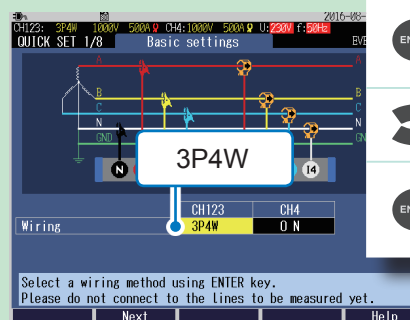 2016-08-
CH123: 3P4W 1000V 500A CH4:1000V 500A U:230V f:50Hz
QUICK SET 1/8 Basic settings EVE
A A
B B
C C
N N
GND GN
3P4W
N I4
CH123 CH4
Wiring 3P4W ON
Select a wiring method using ENTER key.
Please do not connect to the lines to be measured yet.
Next Help
EN
EN